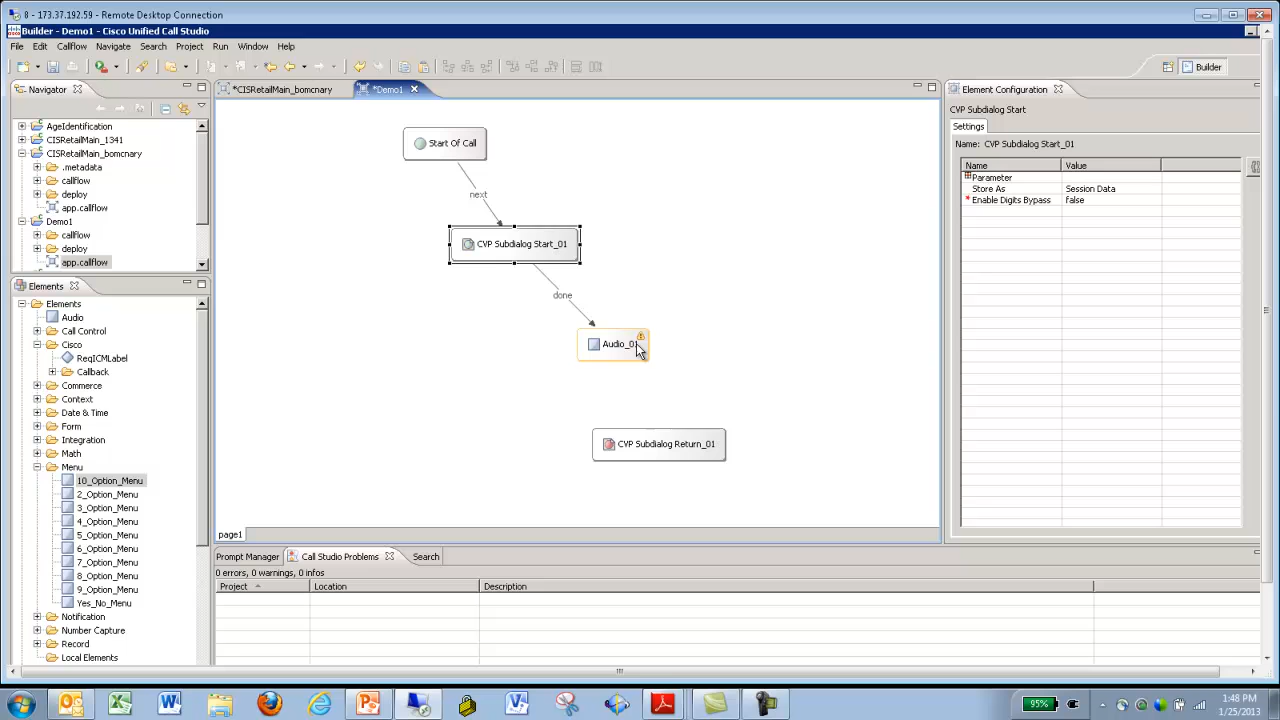 8 - 173.37.192.59 - Remote Desktop Connection
Builder - Demo1 - Cisco Unified Call Studio
File Edit Callflow Navigate Search Project Run Window Help
Builder
Navigator
AgeIdentification
CISRetailMain_1341
CISRetailMain_bomcnary
.metadata
callflow
deploy
app.callflow
Demo1
callflow
deploy
app.callflow
Elements
Elements
Audio
Call Control
Cisco
ReqICMLabel
Callback
Commerce
Context
Date & Time
Form
Integration
Math
Menu
10_Option_Menu
2_Option_Menu
3_Option_Menu
4_Option_Menu
5_Option_Menu
6_Option_Menu
7_Option_Menu
8_Option_Menu
9_Option_Menu
Yes_No_Menu
Notification
Number Capture
Record
Local Elements
*CISRetailMain_bomcnary *Demo1
Start Of Call
next
CVP Subdialog Start_01
done
Audio_01
CVP Subdialog Return_01
page1
Prompt Manager Call Studio Problems Search
0 errors, 0 warnings, 0 infos
Project Location Description
Element Configuration
CVP Subdialog Start
Settings
Name: CVP Subdialog Start_01
Name Value
Parameter
Store As Session Data
* Enable Digits Bypass false
95%
1:48 PM
1/25/2013